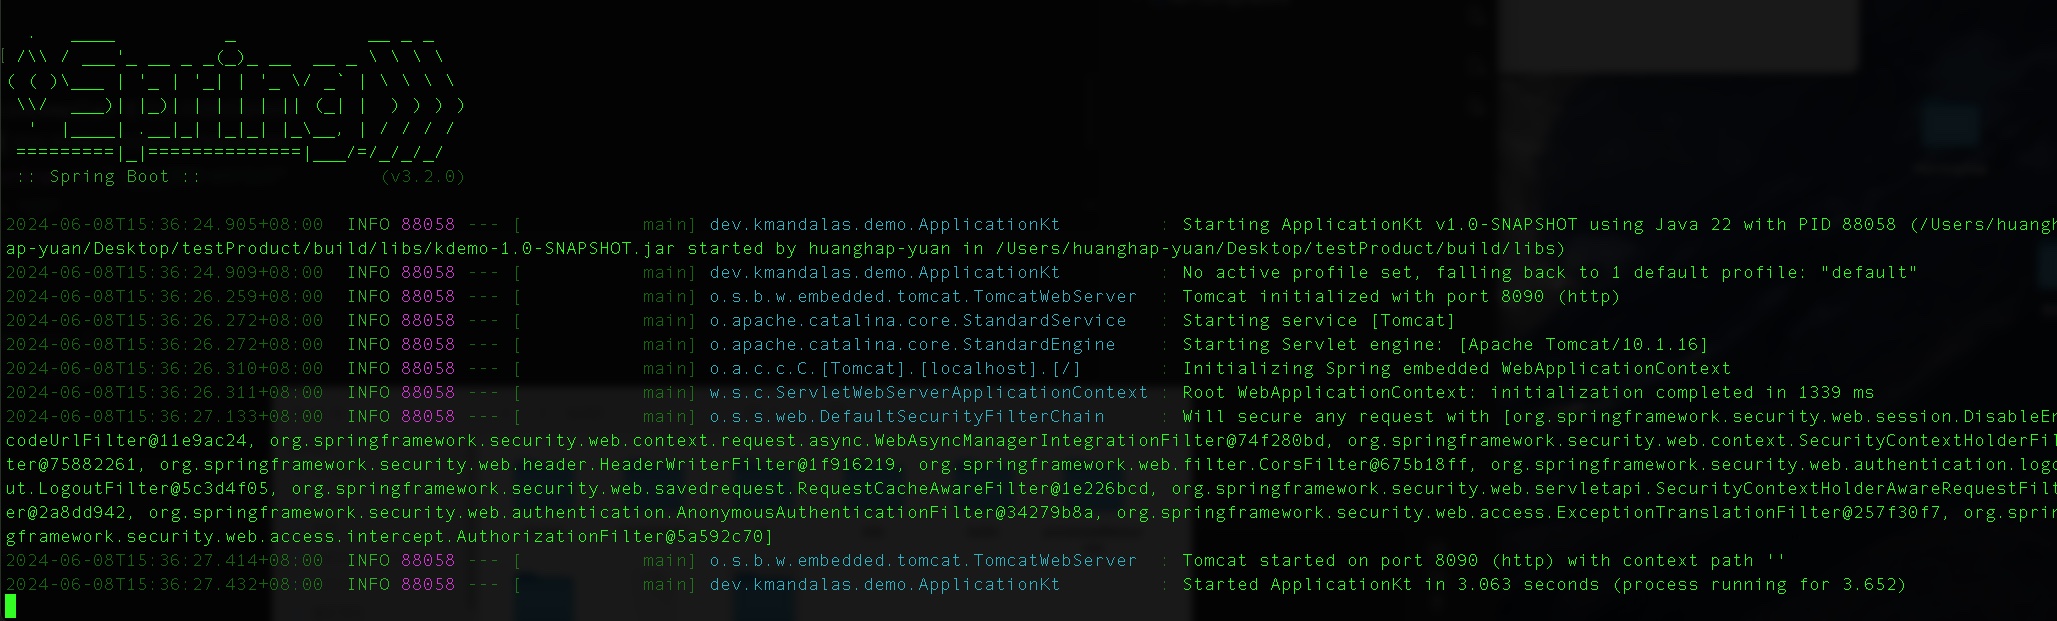 :: Spring Boot ::                (v3.2.0)
2024-06-08T15:36:24.905+08:00  INFO 88058 --- [           main] dev.kmandalas.demo.ApplicationKt         : Starting ApplicationKt v1.0-SNAPSHOT using Java 22 with PID 88058 (/Users/huangh
ap-yuan/Desktop/testProduct/build/libs/kdemo-1.0-SNAPSHOT.jar started by huanghap-yuan in /Users/huanghap-yuan/Desktop/testProduct/build/libs)
2024-06-08T15:36:24.909+08:00  INFO 88058 --- [           main] dev.kmandalas.demo.ApplicationKt         : No active profile set, falling back to 1 default profile: "default"
2024-06-08T15:36:26.259+08:00  INFO 88058 --- [           main] o.s.b.w.embedded.tomcat.TomcatWebServer  : Tomcat initialized with port 8090 (http)
2024-06-08T15:36:26.272+08:00  INFO 88058 --- [           main] o.apache.catalina.core.StandardService   : Starting service [Tomcat]
2024-06-08T15:36:26.272+08:00  INFO 88058 --- [           main] o.apache.catalina.core.StandardEngine    : Starting Servlet engine: [Apache Tomcat/10.1.16]
2024-06-08T15:36:26.310+08:00  INFO 88058 --- [           main] o.a.c.c.C.[Tomcat].[localhost].[/]       : Initializing Spring embedded WebApplicationContext
2024-06-08T15:36:26.311+08:00  INFO 88058 --- [           main] w.s.c.ServletWebServerApplicationContext : Root WebApplicationContext: initialization completed in 1339 ms
2024-06-08T15:36:27.133+08:00  INFO 88058 --- [           main] o.s.s.web.DefaultSecurityFilterChain     : Will secure any request with [org.springframework.security.web.session.DisableEn
codeUrlFilter@11e9ac24, org.springframework.security.web.context.request.async.WebAsyncManagerIntegrationFilter@74f280bd, org.springframework.security.web.context.SecurityContextHolderFil
ter@75882261, org.springframework.security.web.header.HeaderWriterFilter@1f916219, org.springframework.web.filter.CorsFilter@675b18ff, org.springframework.security.web.authentication.logo
ut.LogoutFilter@5c3d4f05, org.springframework.security.web.savedrequest.RequestCacheAwareFilter@1e226bcd, org.springframework.security.web.servletapi.SecurityContextHolderAwareRequestFilt
er@2a8dd942, org.springframework.security.web.authentication.AnonymousAuthenticationFilter@34279b8a, org.springframework.security.web.access.ExceptionTranslationFilter@257f30f7, org.sprin
gframework.security.web.access.intercept.AuthorizationFilter@5a592c70]
2024-06-08T15:36:27.414+08:00  INFO 88058 --- [           main] o.s.b.w.embedded.tomcat.TomcatWebServer  : Tomcat started on port 8090 (http) with context path ''
2024-06-08T15:36:27.432+08:00  INFO 88058 --- [           main] dev.kmandalas.demo.ApplicationKt         : Started ApplicationKt in 3.063 seconds (process running for 3.652)